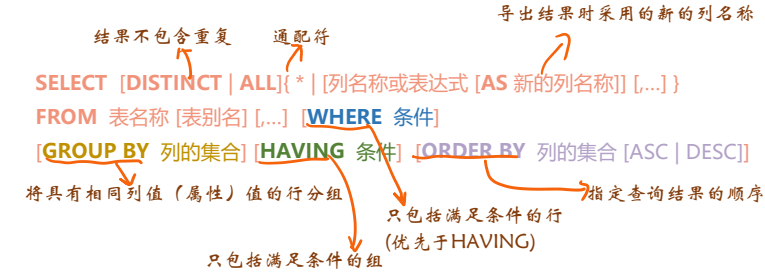 导出结果时采用的新的列名称
结果不包含重复 通配符
SELECT [DISTINCT | ALL]{ * | [列名称或表达式 [AS 新的列名称]] [,...] }
FROM 表名称 [表别名] [,...] [WHERE 条件]
[GROUP BY 列的集合] [HAVING 条件] [ORDER BY 列的集合 [ASC | DESC]]
将具有相同列值（属性）值的行分组 指定查询结果的顺序
只包括满足条件的行
(优先于HAVING)
只包括满足条件的组